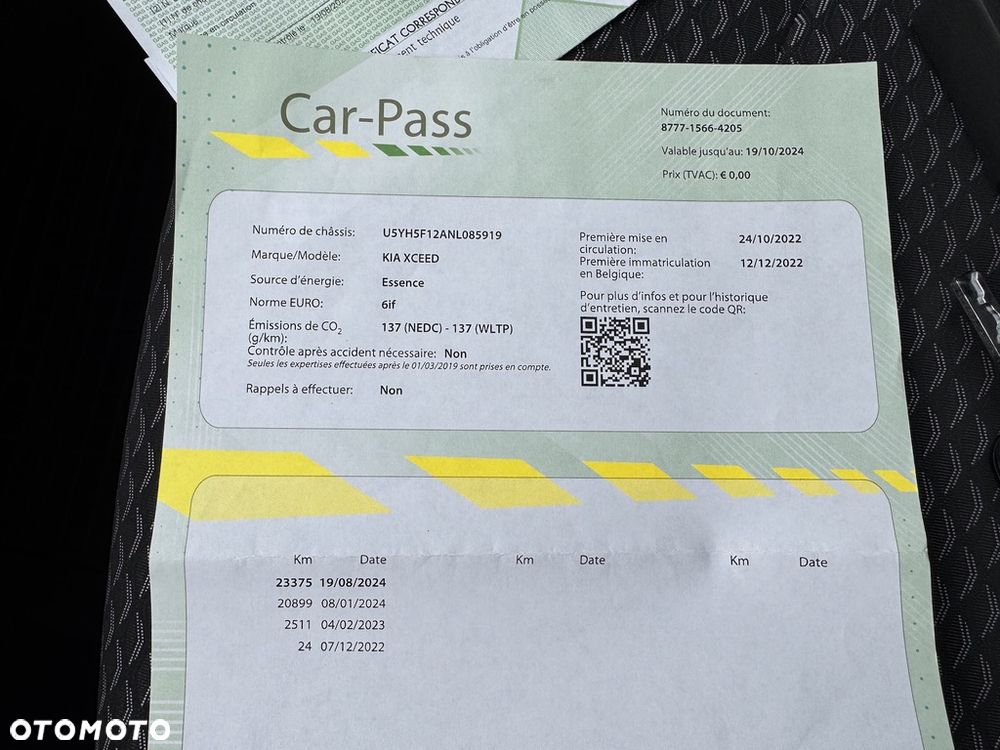 FICAT CORRESPOND
ent technique
Car-Pass
Numéro du document:
8777-1566-4205
Valable jusqu'au: 19/10/2024
Prix (TVAC): € 0,00
Numéro de châssis: U5YH5F12ANL085919
Marque/Modèle: KIA XCEED
Source d'énergie: Essence
Norme EURO: 6if
Émissions de CO2 (g/km): 137 (NEDC) - 137 (WLTP)
Contrôle après accident nécessaire: Non
Seules les expertises effectuées après le 01/03/2019 sont prises en compte.
Rappels à effectuer: Non
Première mise en circulation: 24/10/2022
Première immatriculation en Belgique: 12/12/2022
Pour plus d'infos et pour l'historique
d'entretien, scannez le code QR:
Km Date Km Date Km Date
23375 19/08/2024
20899 08/01/2024
2511 04/02/2023
24 07/12/2022
OTOMOTO